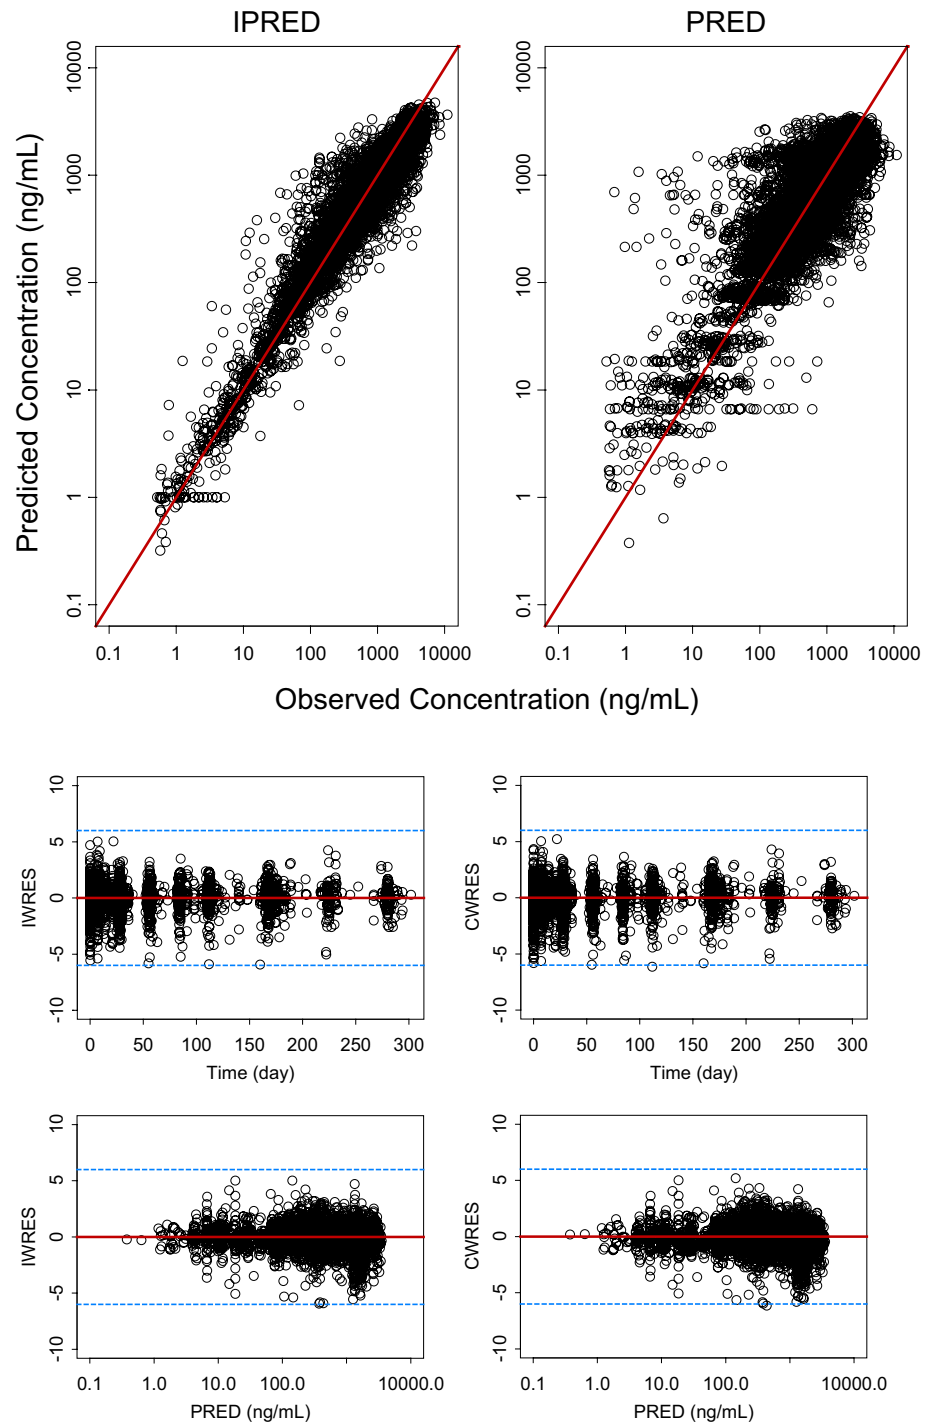 IPRED PRED
Predicted Concentration (ng/mL)
10000 10000
1000 1000
100 100
10 10
1 1
0.1 0.1
0.1 1 10 100 1000 10000 0.1 1 10 100 1000 10000
Observed Concentration (ng/mL)
IWRES CWRES
10 10
5 5
0 0
-5 -5
-10 -10
0 50 100 150 200 250 300 0 50 100 150 200 250 300
Time (day) Time (day)
IWRES CWRES
10 10
5 5
0 0
-5 -5
-10 -10
0.1 1.0 10.0 100.0 10000.0 0.1 1.0 10.0 100.0 10000.0
PRED (ng/mL) PRED (ng/mL)